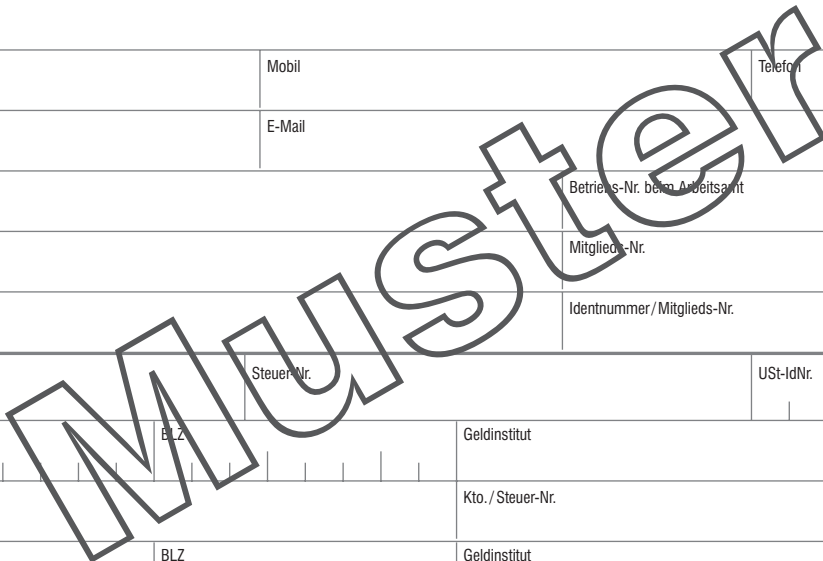 Mobil Telefon
E-Mail
Betriebs-Nr. beim Arbeitsamt
Mitglieds-Nr.
Identnummer/Mitglieds-Nr.
Steuer-Nr. USt-IdNr.
BLZ Geldinstitut
Kto./Steuer-Nr.
BLZ Geldinstitut
Muster